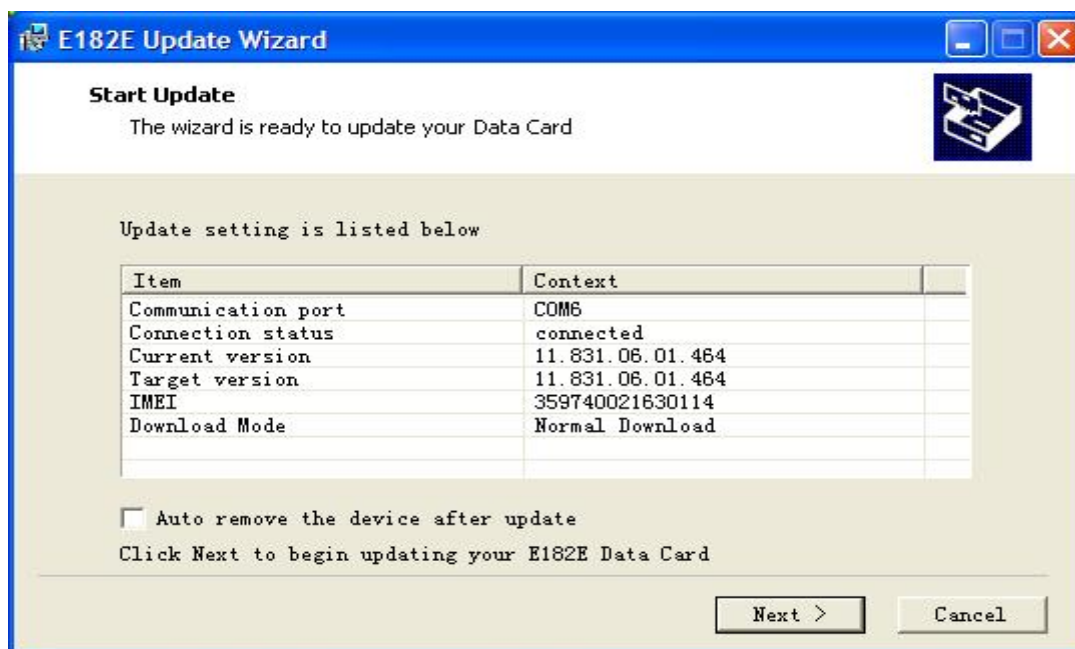 E182E Update Wizard
Start Update
The wizard is ready to update your Data Card
Update setting is listed below
Item Context
Communication port COM6
Connection status connected
Current version 11.831.06.01.464
Target version 11.831.06.01.464
IMEI 359740021630114
Download Mode Normal Download
Auto remove the device after update
Click Next to begin updating your E182E Data Card
Next > Cancel